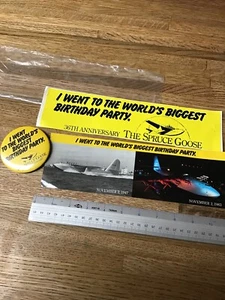 I WENT TO THE WORLD'S BIGGEST
BIRTHDAY PARTY.
36TH ANNIVERSARY THE SPRUCE GOOSE
I WENT TO THE WORLD'S BIGGEST BIRTHDAY PARTY.
NOVEMBER 2, 1947
NOVEMBER 2, 1983
I WENT
TO THE WORLD'S
BIGGEST
BIRTHDAY PARTY.